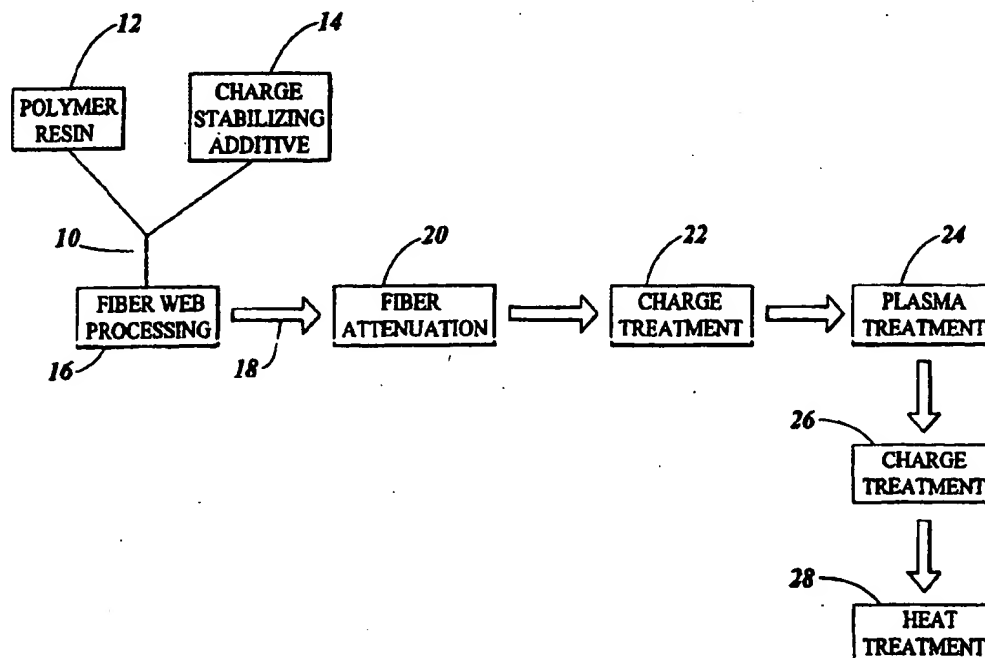 12
14
POLYMER
RESIN
CHARGE
STABILIZING
ADDITIVE
10
20
22
24
FIBER WEB
PROCESSING
FIBER
ATTENUATION
CHARGE
TREATMENT
PLASMA
TREATMENT
16
18
26
CHARGE
TREATMENT
28
HEAT
TREATMENT